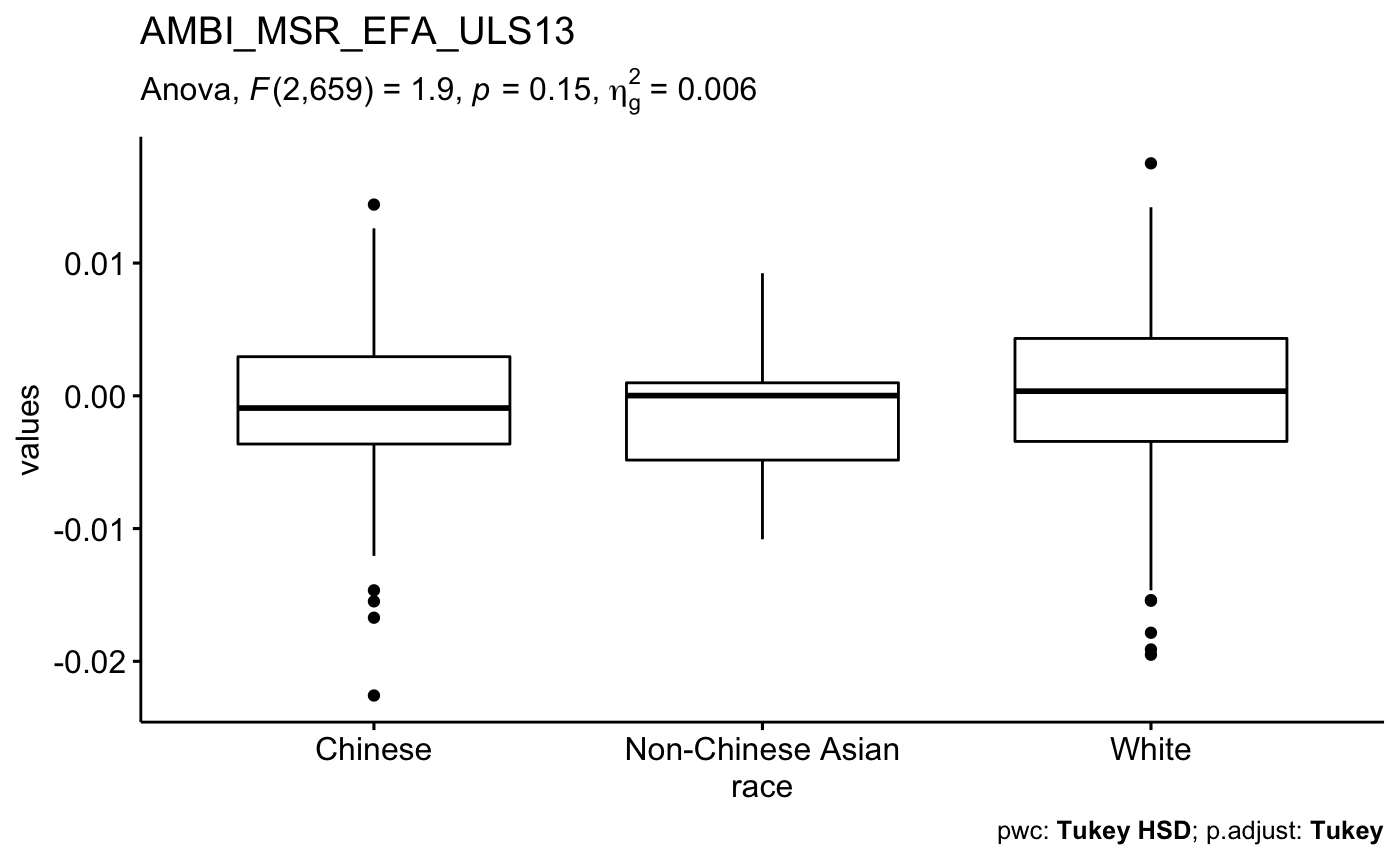 AMBI_MSR_EFA_ULS13
Anova, F(2,659) = 1.9, p = 0.15, η²g = 0.006
values
0.01
0.00
-0.01
-0.02
Chinese Non-Chinese Asian White
race
pwc: Tukey HSD; p.adjust: Tukey